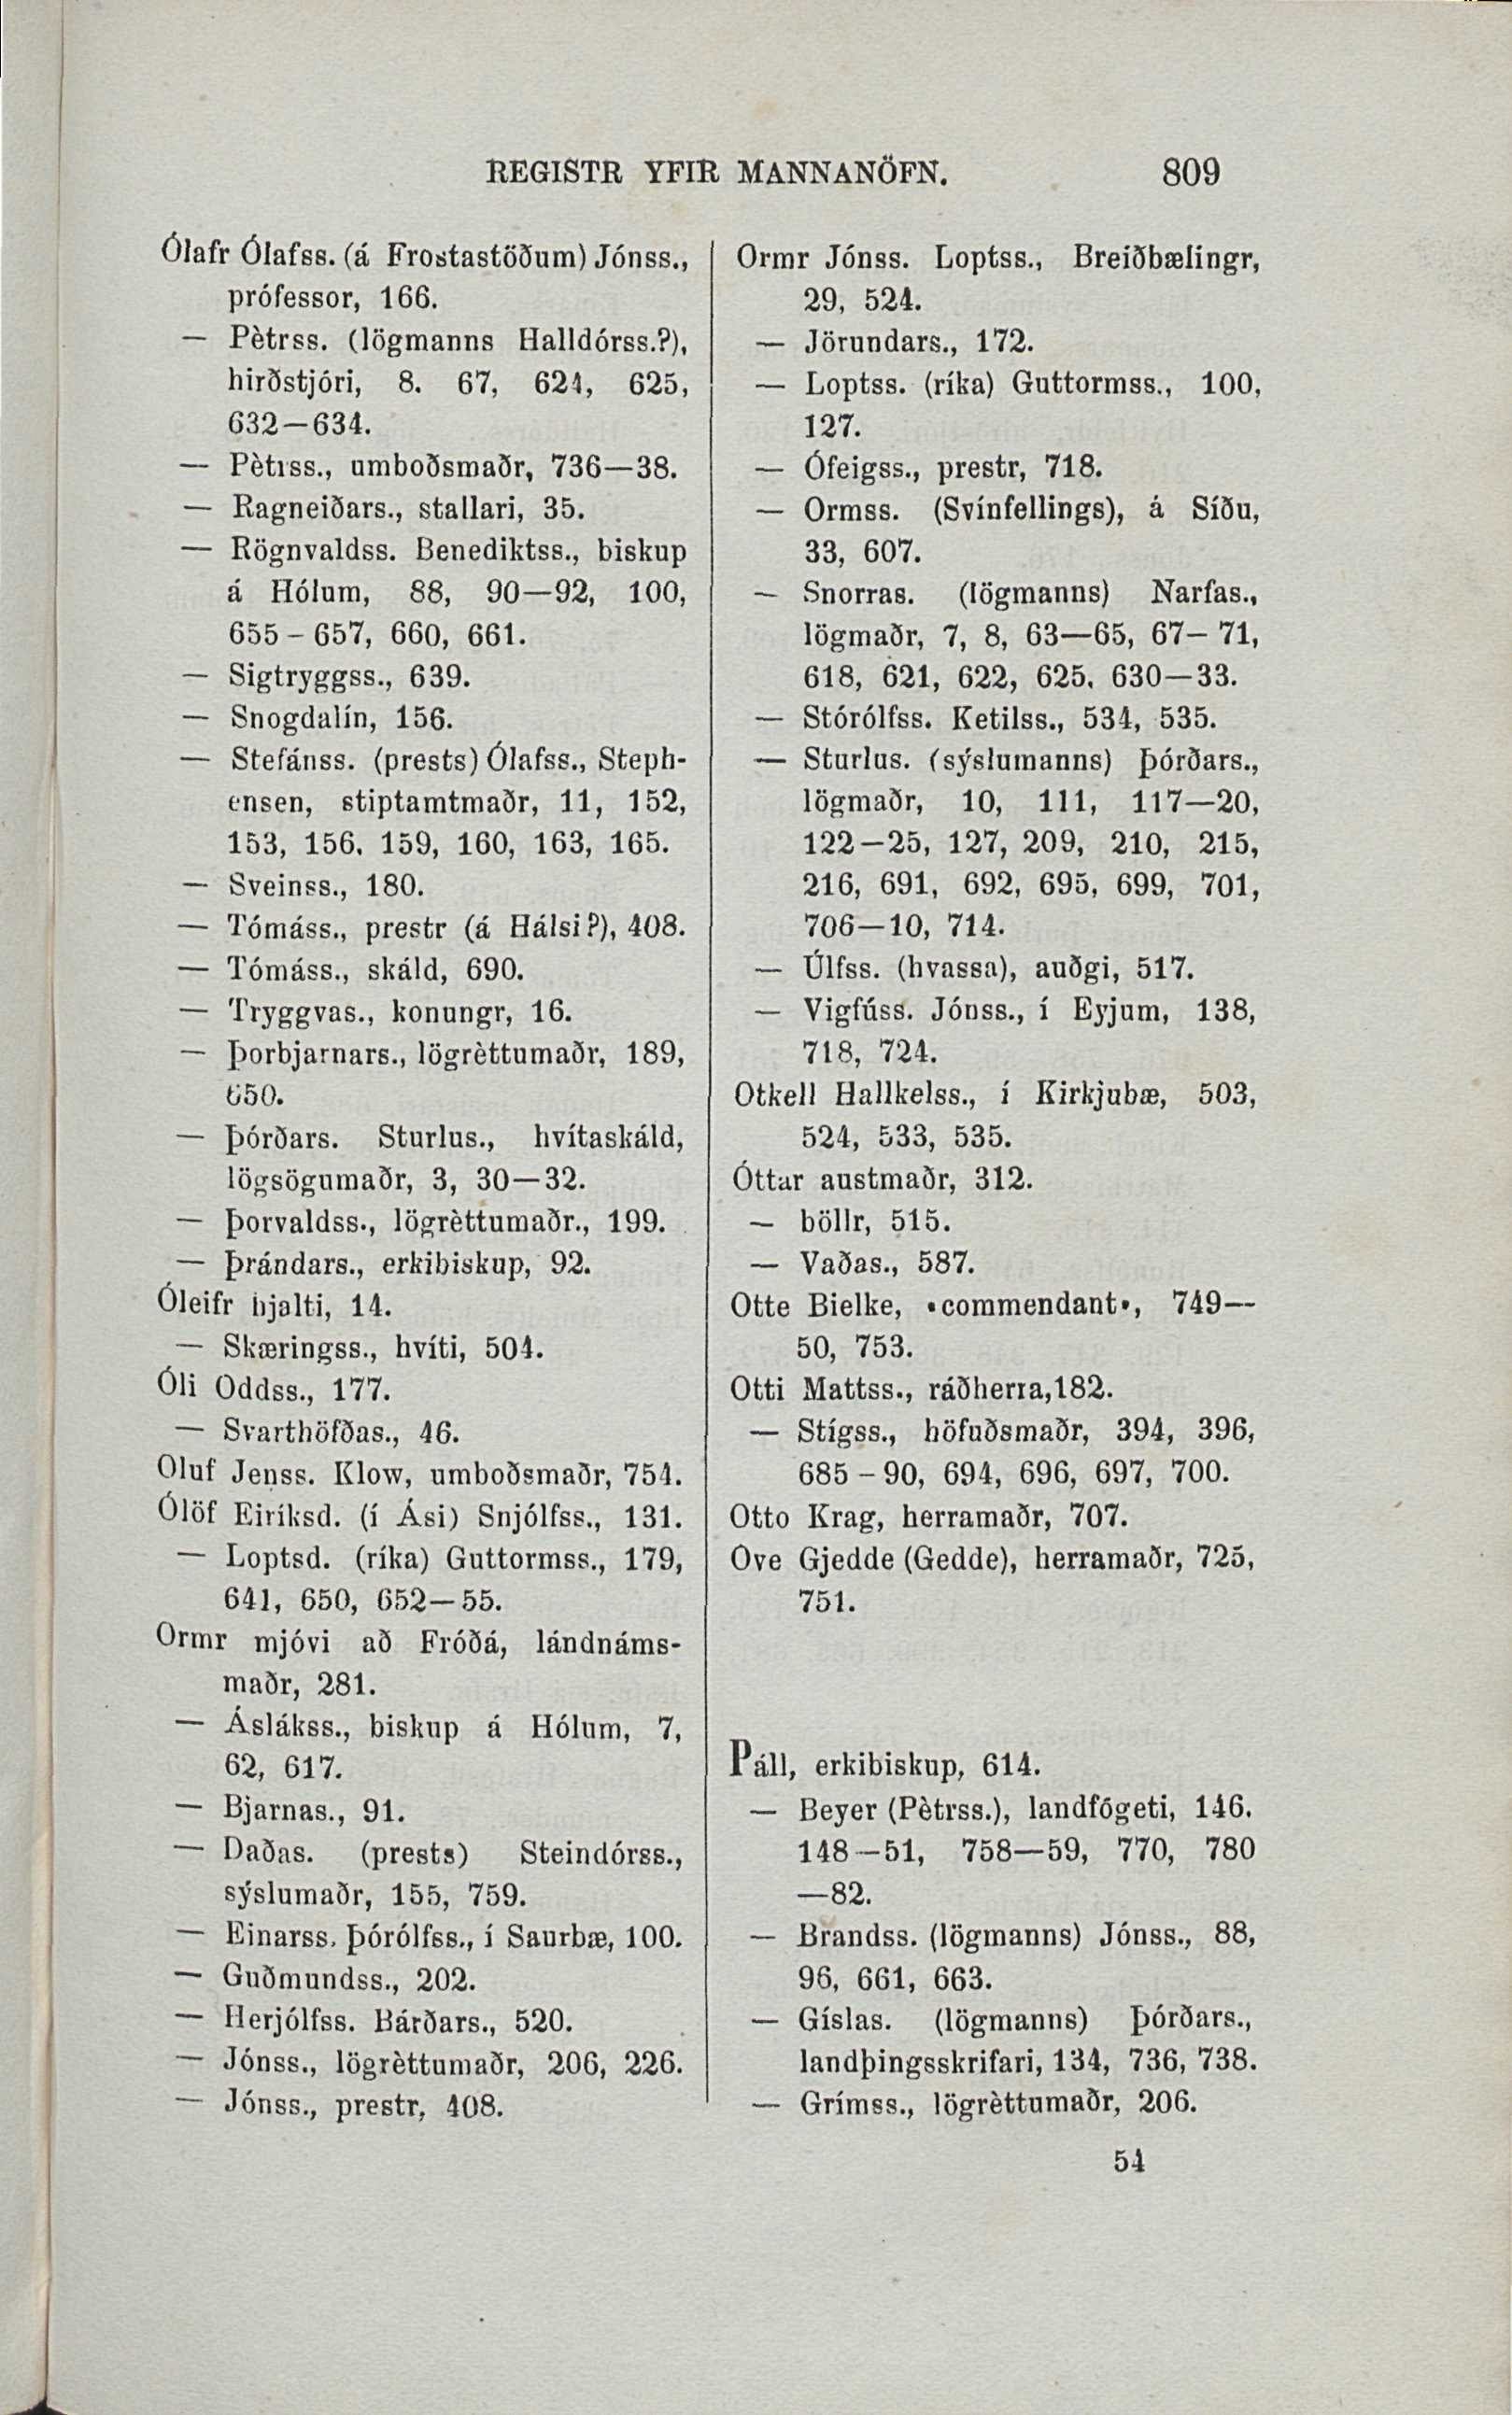 REGISTR YFIR MANNANÖFN. 809
Ólafr Ólafss. (á Frostastöðum) Jónss.,
prófessor, 166.
— Pètrss. (lögmanns Halldórss.?),
hirðstjóri, 8. 67, 624, 625,
632—634.
— Pètrss., umboðsmaðr, 736—38.
— Ragneiðars., stallari, 35.
— Rögnvaldss. Benediktss., biskup
á Hólum, 88, 90—92, 100,
655–657, 660, 661.
— Sigtryggss., 639.
— Snogdalín, 156.
— Stefánss. (prests) Ólafss., Steph-
ensen, stiptamtmaðr, 11, 152,
153, 156, 159, 160, 163, 165.
— Sveinss., 180.
— Tómáss., prestr (á Hálsi?), 408.
— Tómáss., skáld, 690.
— Tryggvas., konungr, 16.
— Þorbjarnars., lögrèttumaðr, 189,
650.
— Þórðars. Sturlus., hvítaskáld,
lögsögumaðr, 3, 30—32.
— Þorvaldss., lögrèttumaðr., 199.
— Þrándars., erkibiskup, 92.
Óleifr hjalti, 14.
— Skæringss., hvíti, 504.
Óli Oddss., 177.
— Svarthöfðas., 46.
Oluf Jenss. Klow, umboðsmaðr, 754.
Ólöf Eiríksd. (í Ási) Snjólfss., 131.
— Loptsd. (ríka) Guttormss., 179,
641, 650, 652—55.
Ormr mjóvi að Fróðá, lándnáms-
maðr, 281.
— Áslákss., biskup á Hólum, 7,
62, 617.
— Bjarnas., 91.
— Daðas. (prests) Steindórss.,
sýslumaðr, 155, 759.
— Einarss. Þórólfss., í Saurbæ, 100.
— Guðmundss., 202.
— Herjólfss. Bárðars., 520.
— Jónss., lögrèttumaðr, 206, 226.
— Jónss., prestr, 408.
Ormr Jónss. Loptss., Breiðbælingr,
29, 524.
— Jörundars., 172.
— Loptss. (ríka) Guttormss., 100,
127.
— Ófeigss., prestr, 718.
— Ormss. (Svínfellings), á Síðu,
33, 607.
— Snorras. (lögmanns) Narfas.,
lögmaðr, 7, 8, 63—65, 67–71,
618, 621, 622, 625, 630—33.
— Stórólfss. Ketilss., 534, 535.
— Sturlus. (sýslumanns) Þórðars.,
lögmaðr, 10, 111, 117—20,
122—25, 127, 209, 210, 215,
216, 691, 692, 695, 699, 701,
706—10, 714.
— Úlfss. (hvassa), auðgi, 517.
— Vigfúss. Jónss., í Eyjum, 138,
718, 724.
Otkell Hallkelss., í Kirkjubæ, 503,
524, 533, 535.
Óttar austmaðr, 312.
— böllr, 515.
— Vaðas., 587.
Otte Bielke, «commendant», 749—
50, 753.
Otti Mattss., ráðherra,182.
— Stígss., höfuðsmaðr, 394, 396,
685–90, 694, 696, 697, 700.
Otto Krag, herramaðr, 707.
Ove Gjedde (Gedde), herramaðr, 725,
751.
Páll, erkibiskup, 614.
— Beyer (Pètrss.), landfógeti, 146,
148—51, 758—59, 770, 780
—82.
— Brandss. (lögmanns) Jónss., 88,
96, 661, 663.
— Gíslas. (lögmanns) Þórðars.,
landþingsskrifari, 134, 736, 738.
— Grímss., lögrèttumaðr, 206.
54